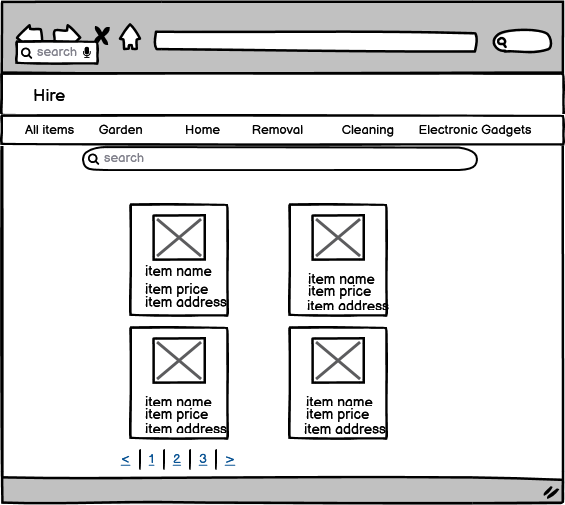 search
Hire
All items Garden Home Removal Cleaning Electronic Gadgets
search
item name
item price
item address
item name
item price
item address
item name
item price
item address
item name
item price
item address
< | 1 | 2 | 3 | >